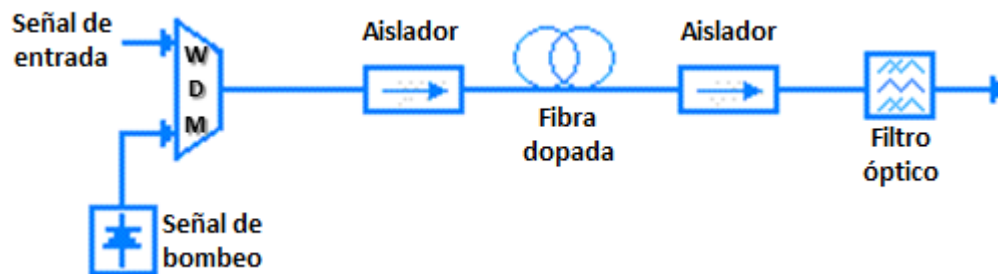 Señal de
entrada
W
D
M
Aislador
Fibra
dopada
Aislador
Filtro
óptico
Señal de
bombeo